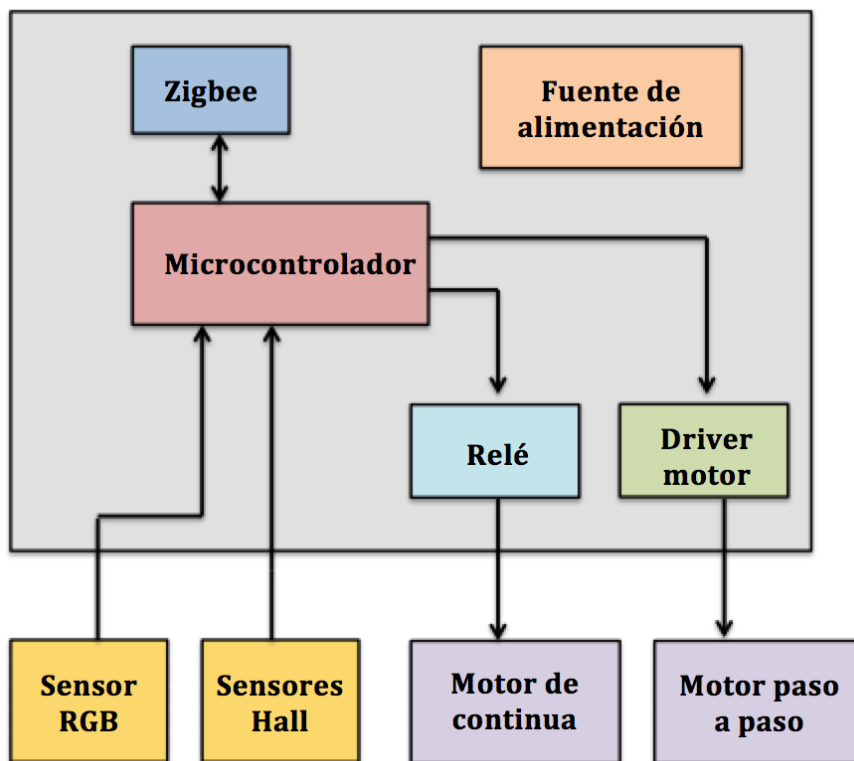 Zigbee
Fuente de
alimentación
Microcontrolador
Relé
Driver
motor
Sensor
RGB
Sensores
Hall
Motor de
continua
Motor paso
a paso